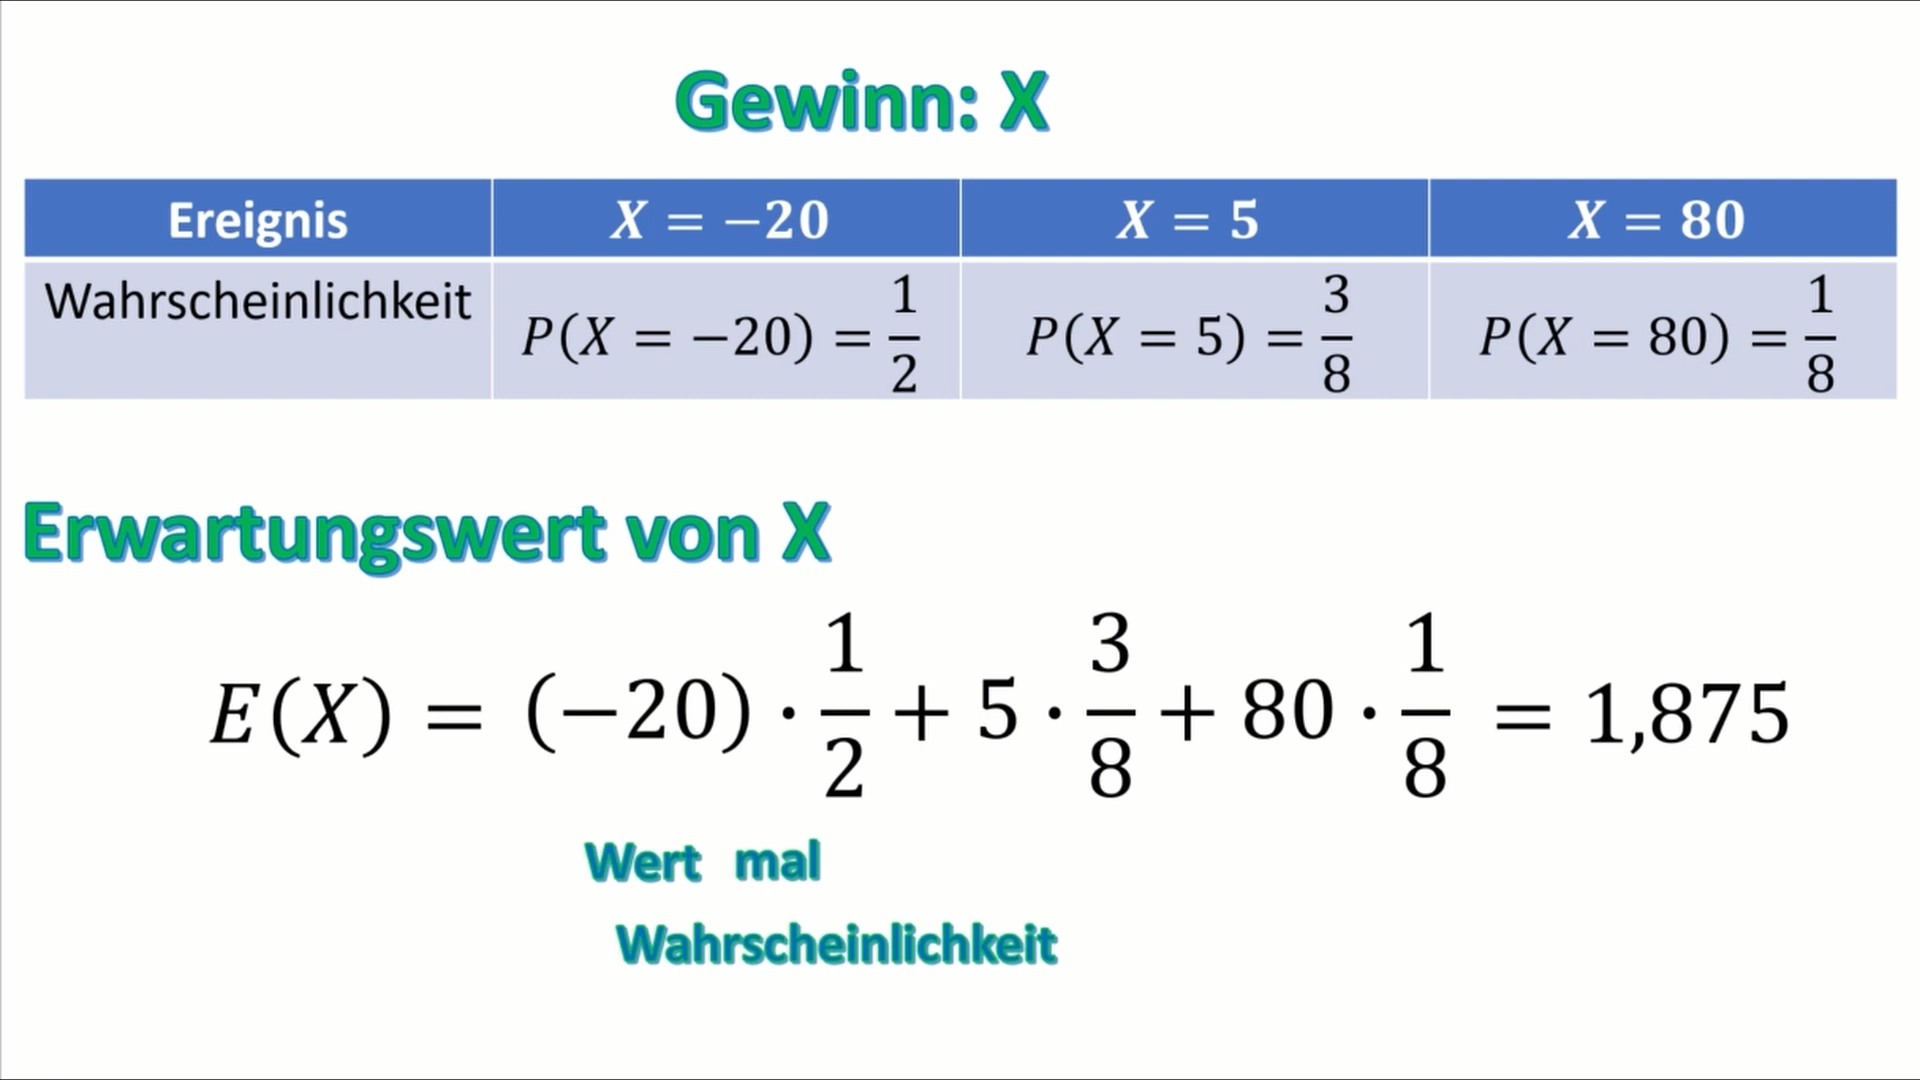 Gewinn: X
Ereignis X = −20 X = 5 X = 80
Wahrscheinlichkeit P(X = −20) = 1/2 P(X = 5) = 3/8 P(X = 80) = 1/8
Erwartungswert von X
E(X) = (−20) · 1/2 + 5 · 3/8 + 80 · 1/8 = 1,875
Wert mal
Wahrscheinlichkeit